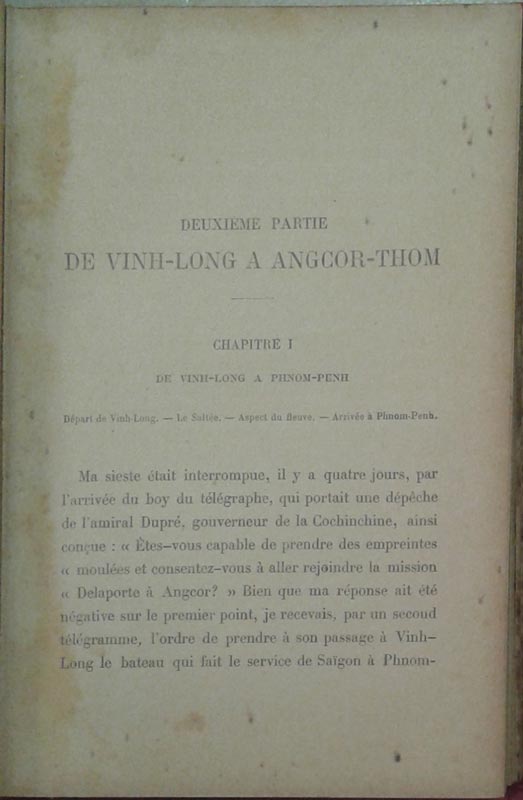 DEUXIÈME PARTIE
DE VINH-LONG A ANGCOR-THOM
CHAPITRE I
DE VINH-LONG A PHNOM-PENH
Départ de Vinh-Long. — Le Saltée. — Aspect du fleuve. — Arrivée à Phnom-Penh.
Ma sieste était interrompue, il y a quatre jours, par
l'arrivée du boy du télégraphe, qui portait une dépêche
de l'amiral Dupré, gouverneur de la Cochinchine, ainsi
conçue : « Êtes-vous capable de prendre des empreintes
« moulées et consentez-vous à aller rejoindre la mission
« Delaporte à Angcor? » Bien que ma réponse ait été
négative sur le premier point, je recevais, par un second
télégramme, l'ordre de prendre à son passage à Vinh-
Long le bateau qui fait le service de Saïgon à Phnom-